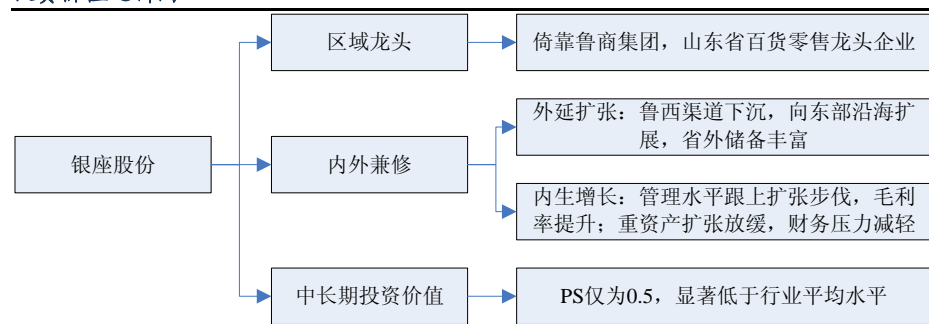 区域龙头
倚靠鲁商集团，山东省百货零售龙头企业
外延扩张：鲁西渠道下沉，向东部沿海扩
展，省外储备丰富
银座股份
内外兼修
内生增长：管理水平跟上扩张步伐，毛利
率提升；重资产扩张放缓，财务压力减轻
中长期投资价值
PS仅为0.5，显著低于行业平均水平